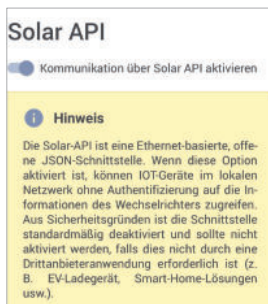 Solar API
Kommunikation über Solar API aktivieren
Hinweis
Die Solar-API ist eine Ethernet-basierte, offe-
ne JSON-Schnittstelle. Wenn diese Option
aktiviert ist, können IOT-Geräte im lokalen
Netzwerk ohne Authentifizierung auf die In-
formationen des Wechselrichters zugreifen.
Aus Sicherheitsgründen ist die Schnittstelle
standardmäßig deaktiviert und sollte nicht
aktiviert werden, falls dies nicht durch eine
Drittanbieteranwendung erforderlich ist (z.
B. EV-Ladegerät, Smart-Home-Lösungen
usw.).